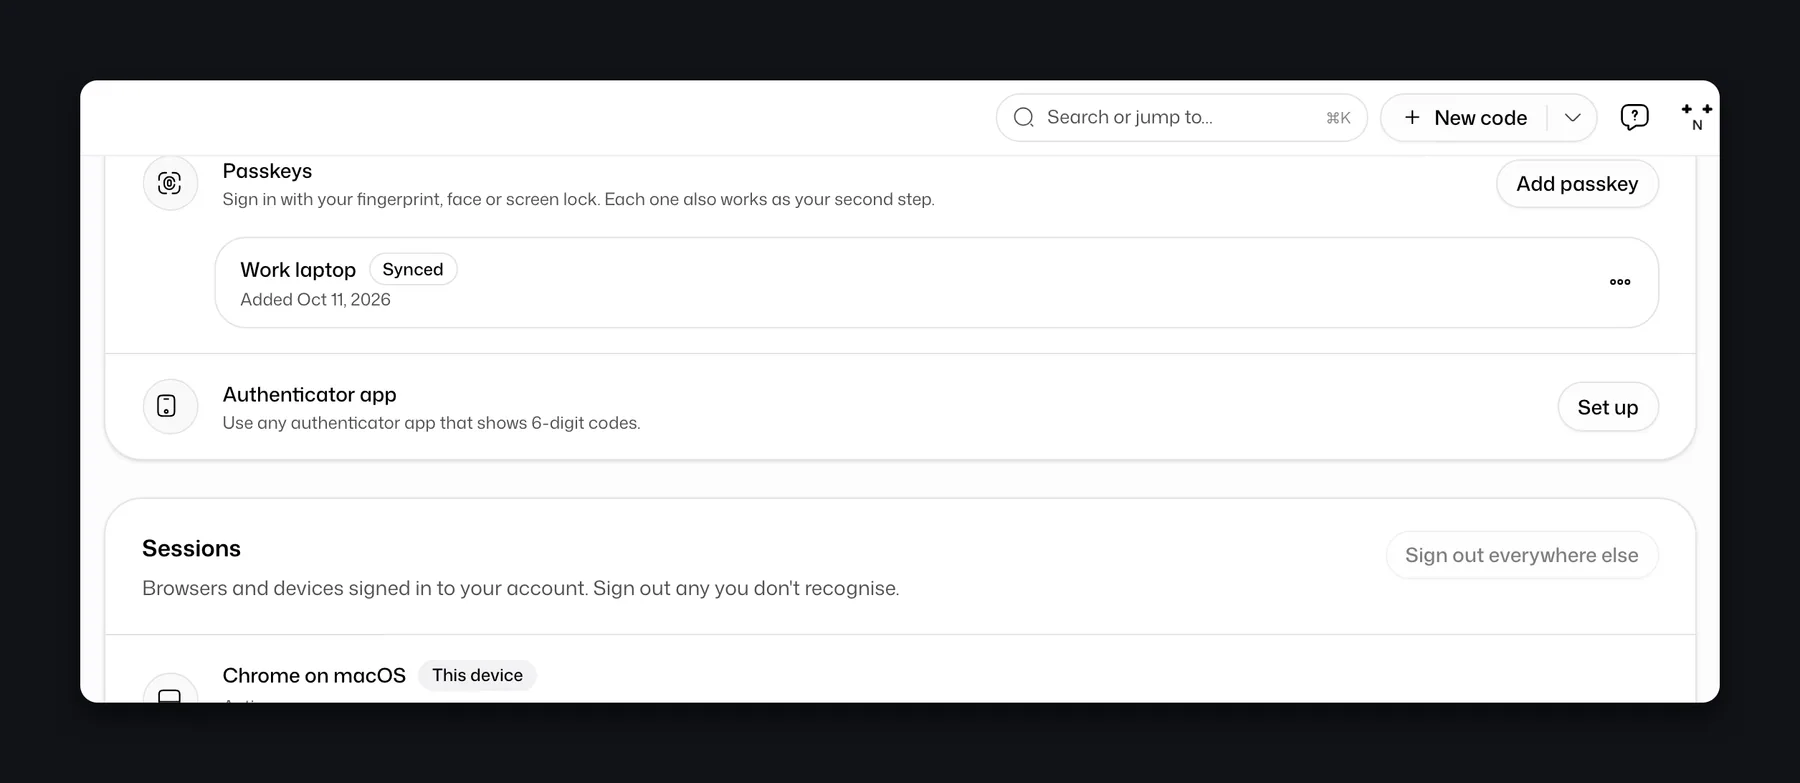 Search or jump to... ⌘K
+ New code
?
N
Passkeys
Sign in with your fingerprint, face or screen lock. Each one also works as your second step.
Add passkey
Work laptop Synced
Added Oct 11, 2026
Authenticator app
Use any authenticator app that shows 6-digit codes.
Set up
Sessions
Browsers and devices signed in to your account. Sign out any you don't recognise.
Sign out everywhere else
Chrome on macOS This device